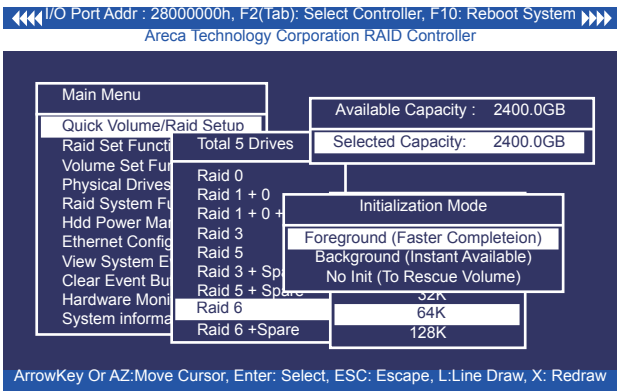 I/O Port Addr : 28000000h, F2(Tab): Select Controller, F10: Reboot System
Areca Technology Corporation RAID Controller
Main Menu
Quick Volume/Raid Setup
Raid Set Functi
Volume Set Fun
Physical Drives
Raid System Fu
Hdd Power Man
Ethernet Config
View System E
Clear Event Bu
Hardware Moni
System informa
Total 5 Drives
Raid 0
Raid 1 + 0
Raid 1 + 0 +
Raid 3
Raid 5
Raid 3 + Spa
Raid 5 + Spare
Raid 6
Raid 6 +Spare
Available Capacity : 2400.0GB
Selected Capacity: 2400.0GB
Initialization Mode
Foreground (Faster Completeion)
Background (Instant Available)
No Init (To Rescue Volume)
32K
64K
128K
ArrowKey Or AZ:Move Cursor, Enter: Select, ESC: Escape, L:Line Draw, X: Redraw